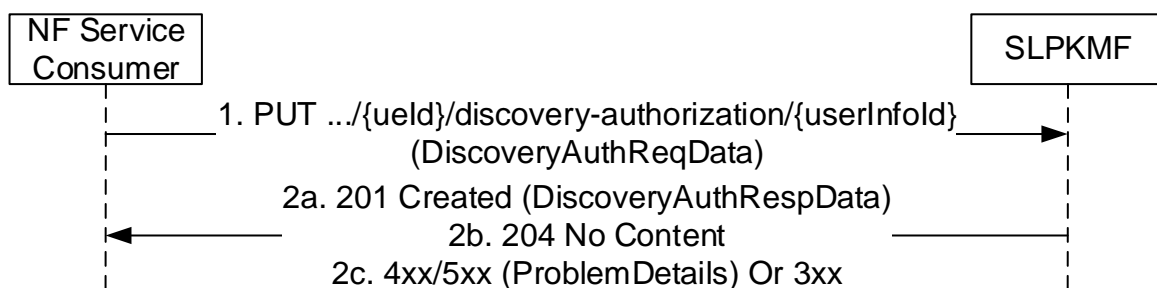 NF Service
Consumer
SLPKMF
1. PUT .../{ueId}/discovery-authorization/{userInfoId}
(DiscoveryAuthReqData)
2a. 201 Created (DiscoveryAuthRespData)
2b. 204 No Content
2c. 4xx/5xx (ProblemDetails) Or 3xx